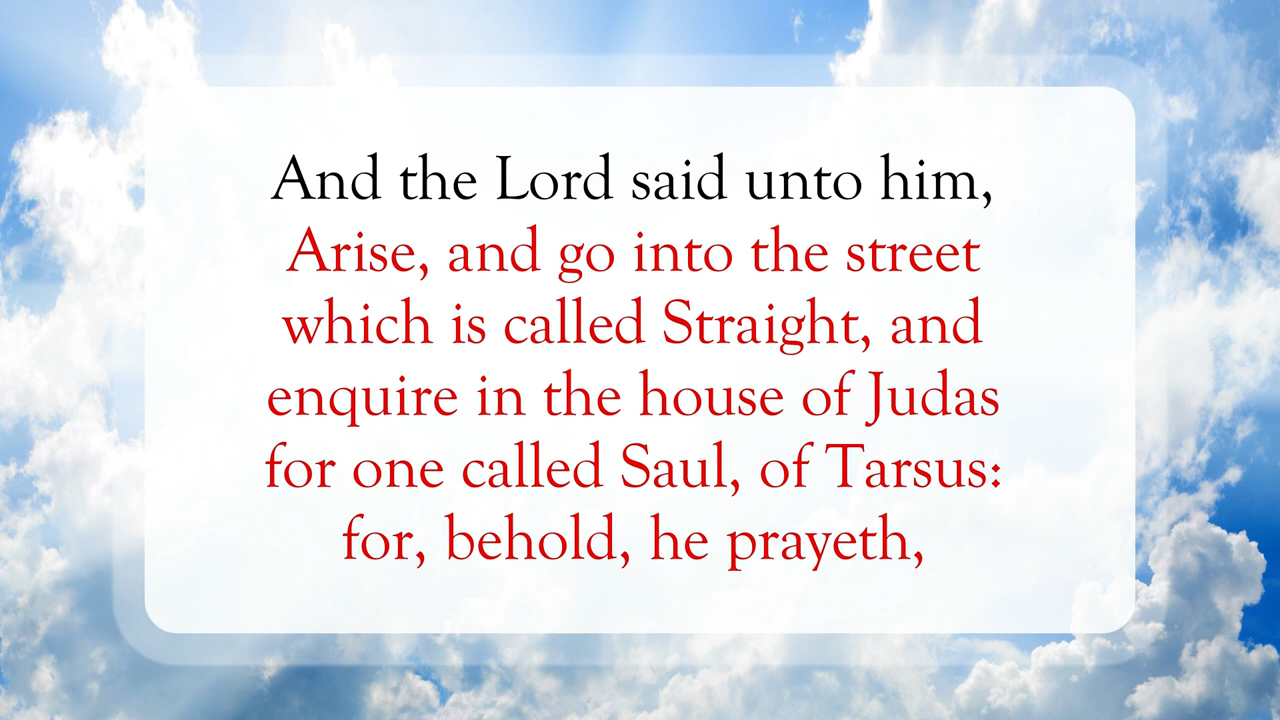 And the Lord said unto him,
Arise, and go into the street
which is called Straight, and
enquire in the house of Judas
for one called Saul, of Tarsus:
for, behold, he prayeth,